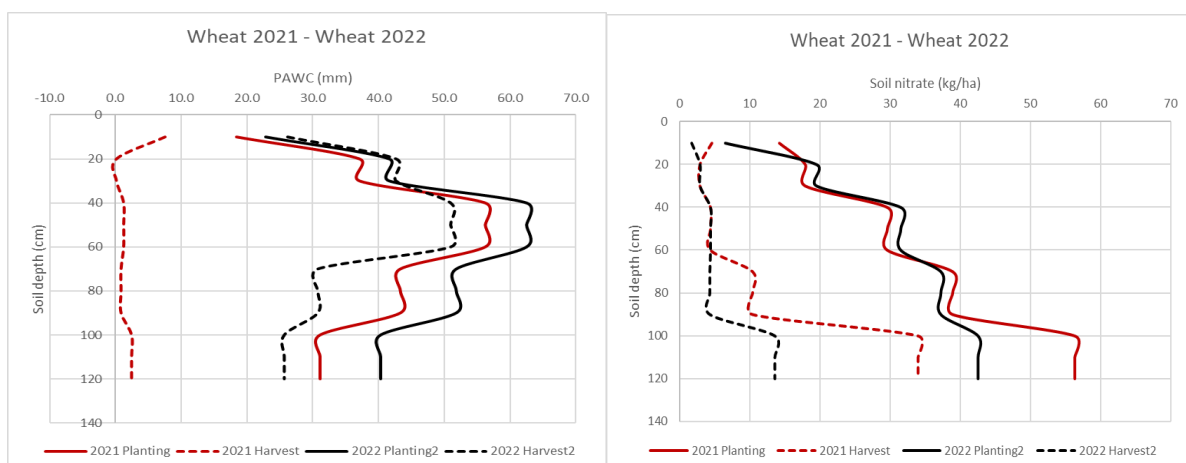 Wheat 2021 - Wheat 2022
PAWC (mm)
-10.0 0.0 10.0 20.0 30.0 40.0 50.0 60.0 70.0
0
20
40
60
80
100
120
140
Soil depth (cm)
2021 Planting 2021 Harvest 2022 Planting2 2022 Harvest2
Wheat 2021 - Wheat 2022
Soil nitrate (kg/ha)
0 10 20 30 40 50 60 70
0
20
40
60
80
100
120
140
Soil depth (cm)
2021 Planting 2021 Harvest 2022 Planting2 2022 Harvest2